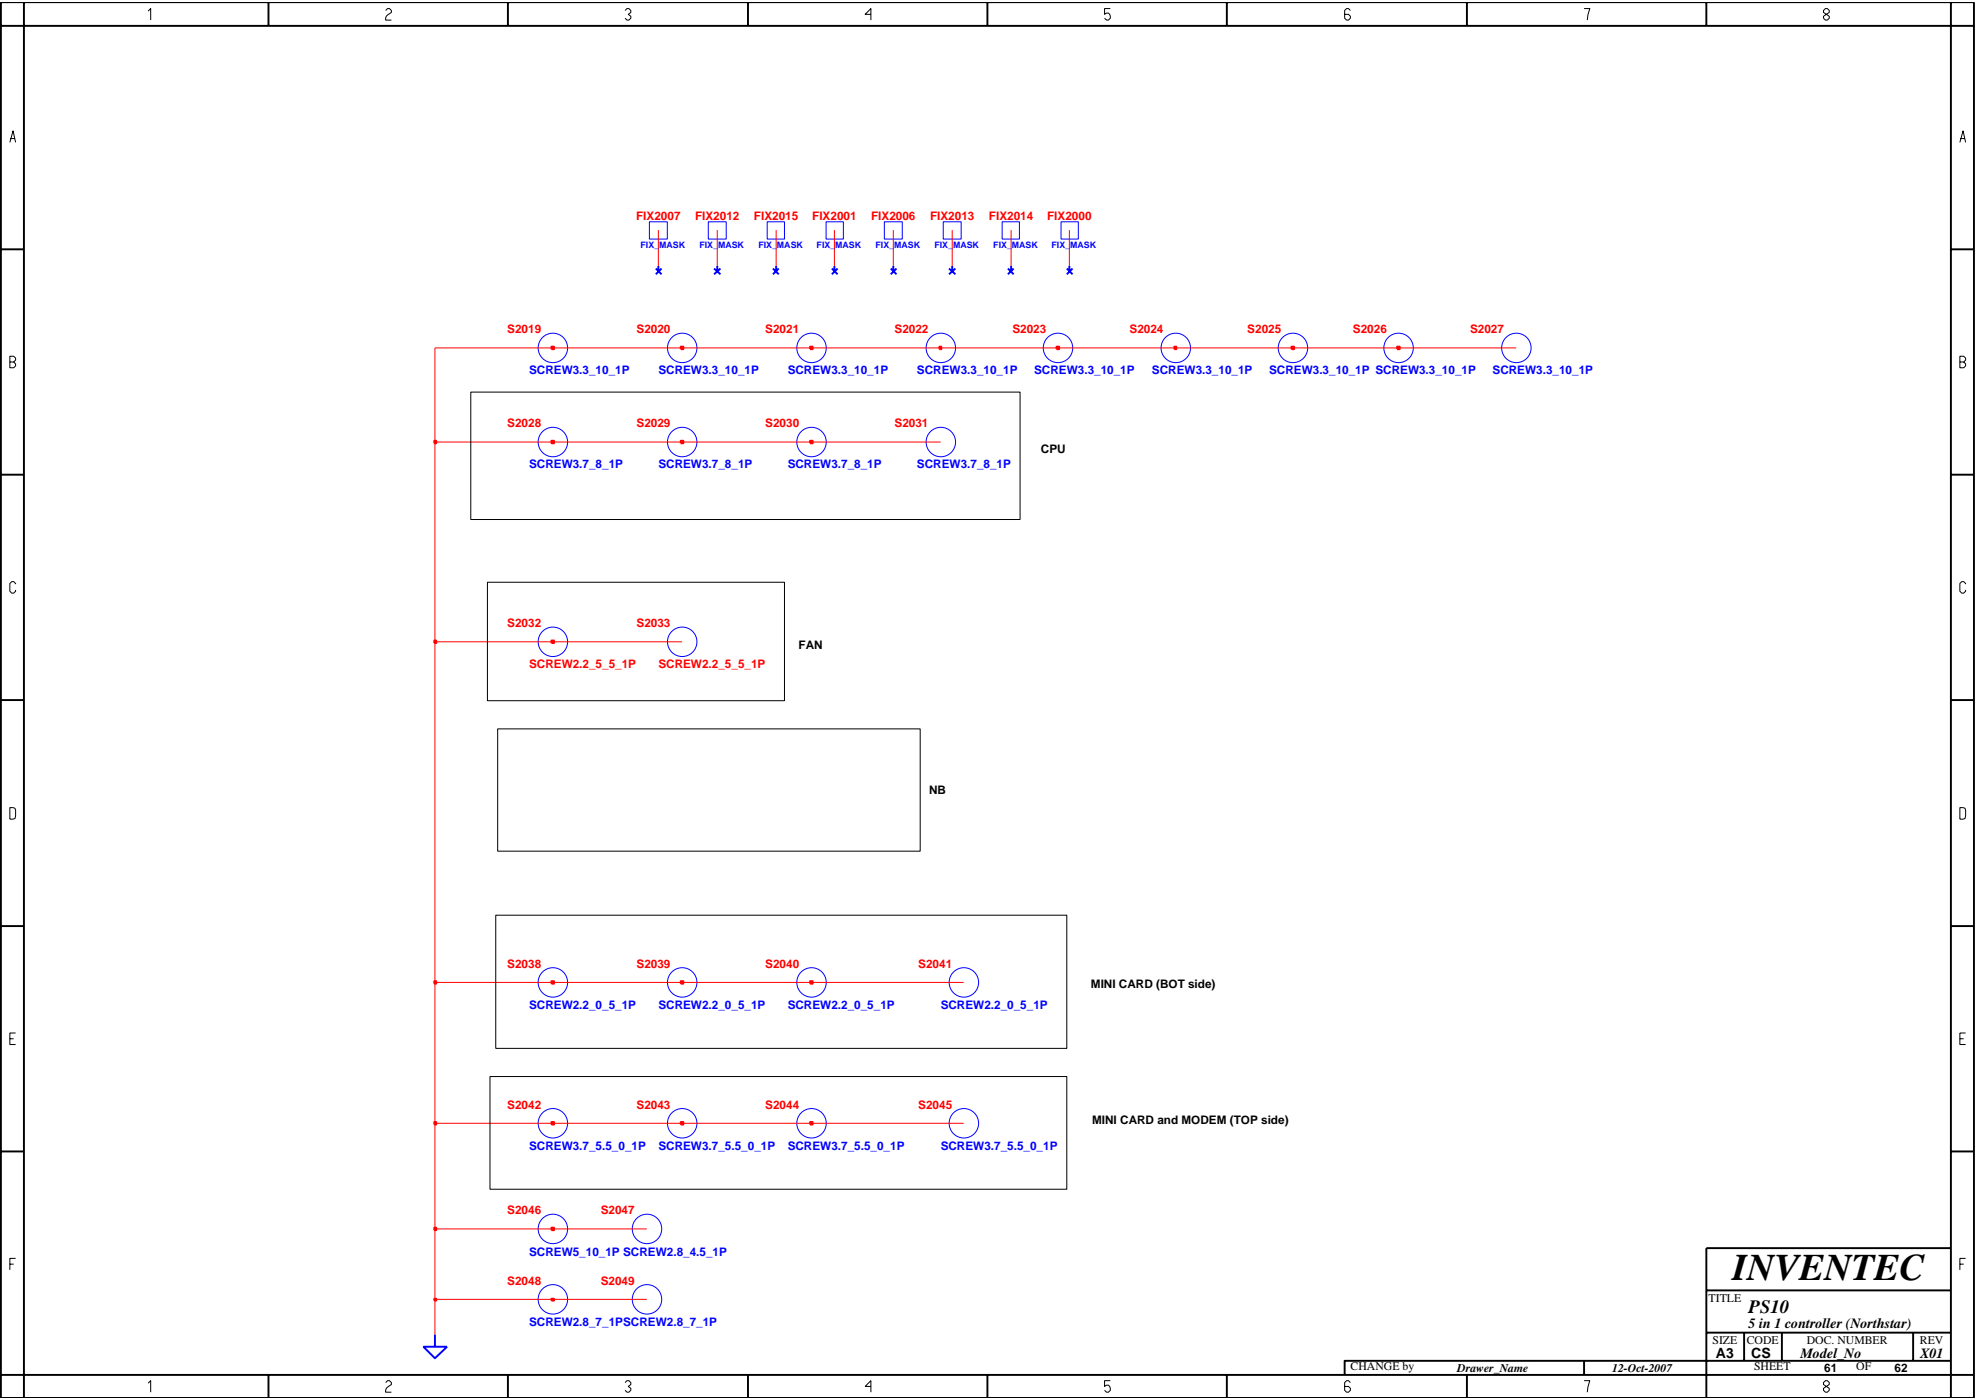 1 2 3 4 5 6 7 8
A A
FIX2007 FIX2012 FIX2015 FIX2001 FIX2006 FIX2013 FIX2014 FIX2000
FIX_MASK FIX_MASK FIX_MASK FIX_MASK FIX_MASK FIX_MASK FIX_MASK FIX_MASK
S2019 S2020 S2021 S2022 S2023 S2024 S2025 S2026 S2027
B B
SCREW3.3_10_1P SCREW3.3_10_1P SCREW3.3_10_1P SCREW3.3_10_1P SCREW3.3_10_1P SCREW3.3_10_1P SCREW3.3_10_1P SCREW3.3_10_1P SCREW3.3_10_1P
S2028 S2029 S2030 S2031
CPU
SCREW3.7_8_1P SCREW3.7_8_1P SCREW3.7_8_1P SCREW3.7_8_1P
C C
S2032 S2033
FAN
SCREW2.2_5_5_1P SCREW2.2_5_5_1P
NB
D D
S2038 S2039 S2040 S2041
MINI CARD (BOT side)
SCREW2.2_0_5_1P SCREW2.2_0_5_1P SCREW2.2_0_5_1P SCREW2.2_0_5_1P
E E
S2042 S2043 S2044 S2045
MINI CARD and MODEM (TOP side)
SCREW3.7_5.5_0_1P SCREW3.7_5.5_0_1P SCREW3.7_5.5_0_1P SCREW3.7_5.5_0_1P
S2046 S2047
SCREW5_10_1P SCREW2.8_4.5_1P
F F
S2048 S2049
SCREW2.8_7_1P SCREW2.8_7_1P
INVENTEC
TITLE PS10
5 in 1 controller (Northstar)
SIZE CODE DOC. NUMBER REV
A3 CS Model_No X01
CHANGE by Drawer_Name 12-Oct-2007 SHEET 61 OF 62
1 2 3 4 5 6 7 8